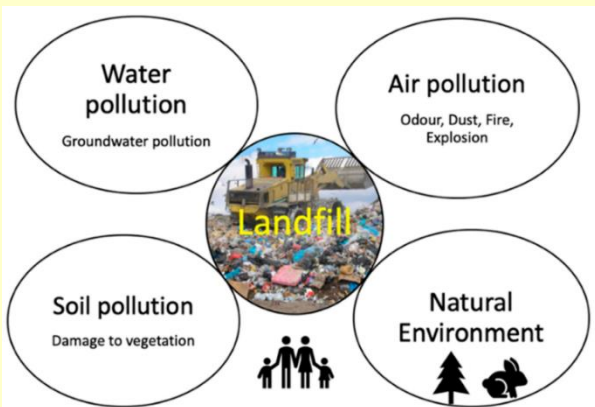 Water
pollution
Groundwater pollution
Air pollution
Odour, Dust, Fire,
Explosion
Landfill
Soil pollution
Damage to vegetation
Natural
Environment